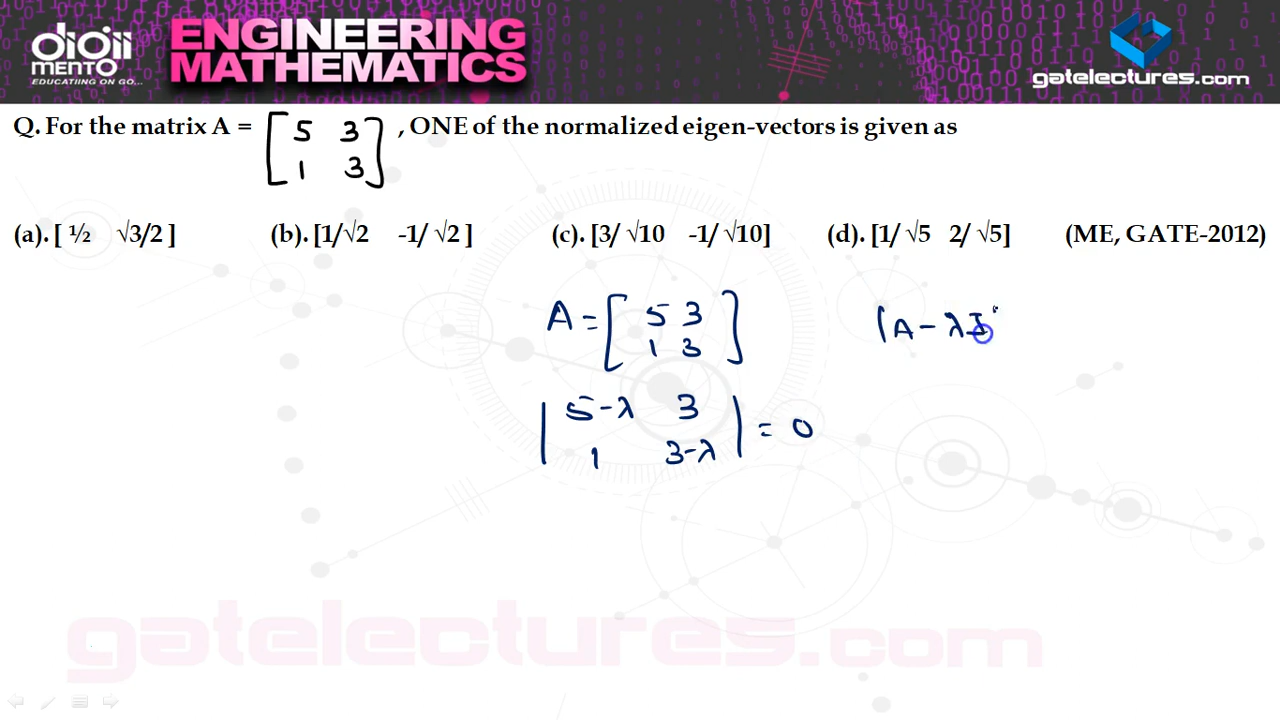 digii
MENTO
EDUCATIING ON GO...
ENGINEERING
MATHEMATICS
gatelectures.com
Q. For the matrix A = [ 5 3 ] , ONE of the normalized eigen-vectors is given as
[ 1 3 ]
(a). [ ½ √3/2 ] (b). [1/√2 -1/ √2 ] (c). [3/ √10 -1/ √10] (d). [1/ √5 2/ √5] (ME, GATE-2012)
A = [ 5 3 ] |A - λI
[ 1 3 ]
| 5-λ 3 | = 0
| 1 3-λ |
gatelectures.com